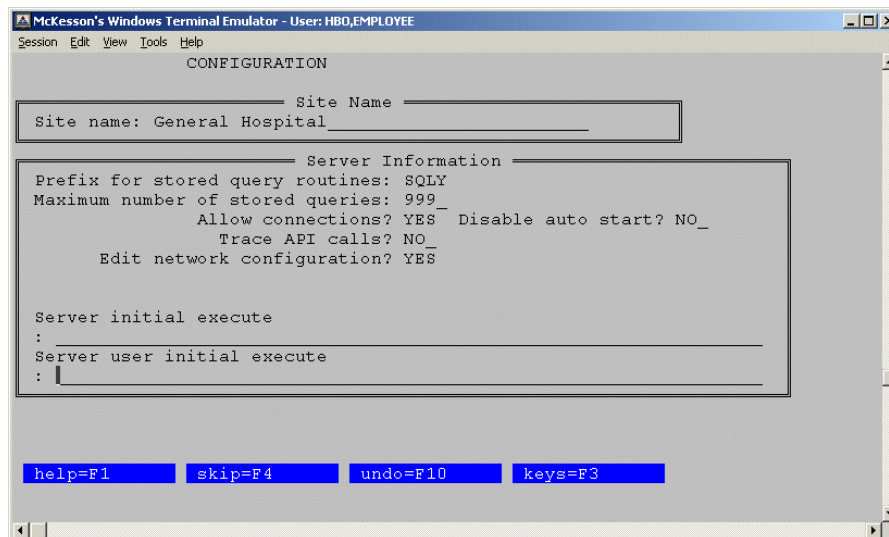 McKesson's Windows Terminal Emulator - User: HBO,EMPLOYEE
Session Edit View Tools Help
CONFIGURATION
Site Name
Site name: General Hospital
Server Information
Prefix for stored query routines: SQLY
Maximum number of stored queries: 999_
Allow connections? YES Disable auto start? NO_
Trace API calls? NO_
Edit network configuration? YES
Server initial execute
:
Server user initial execute
:
help=F1 skip=F4 undo=F10 keys=F3